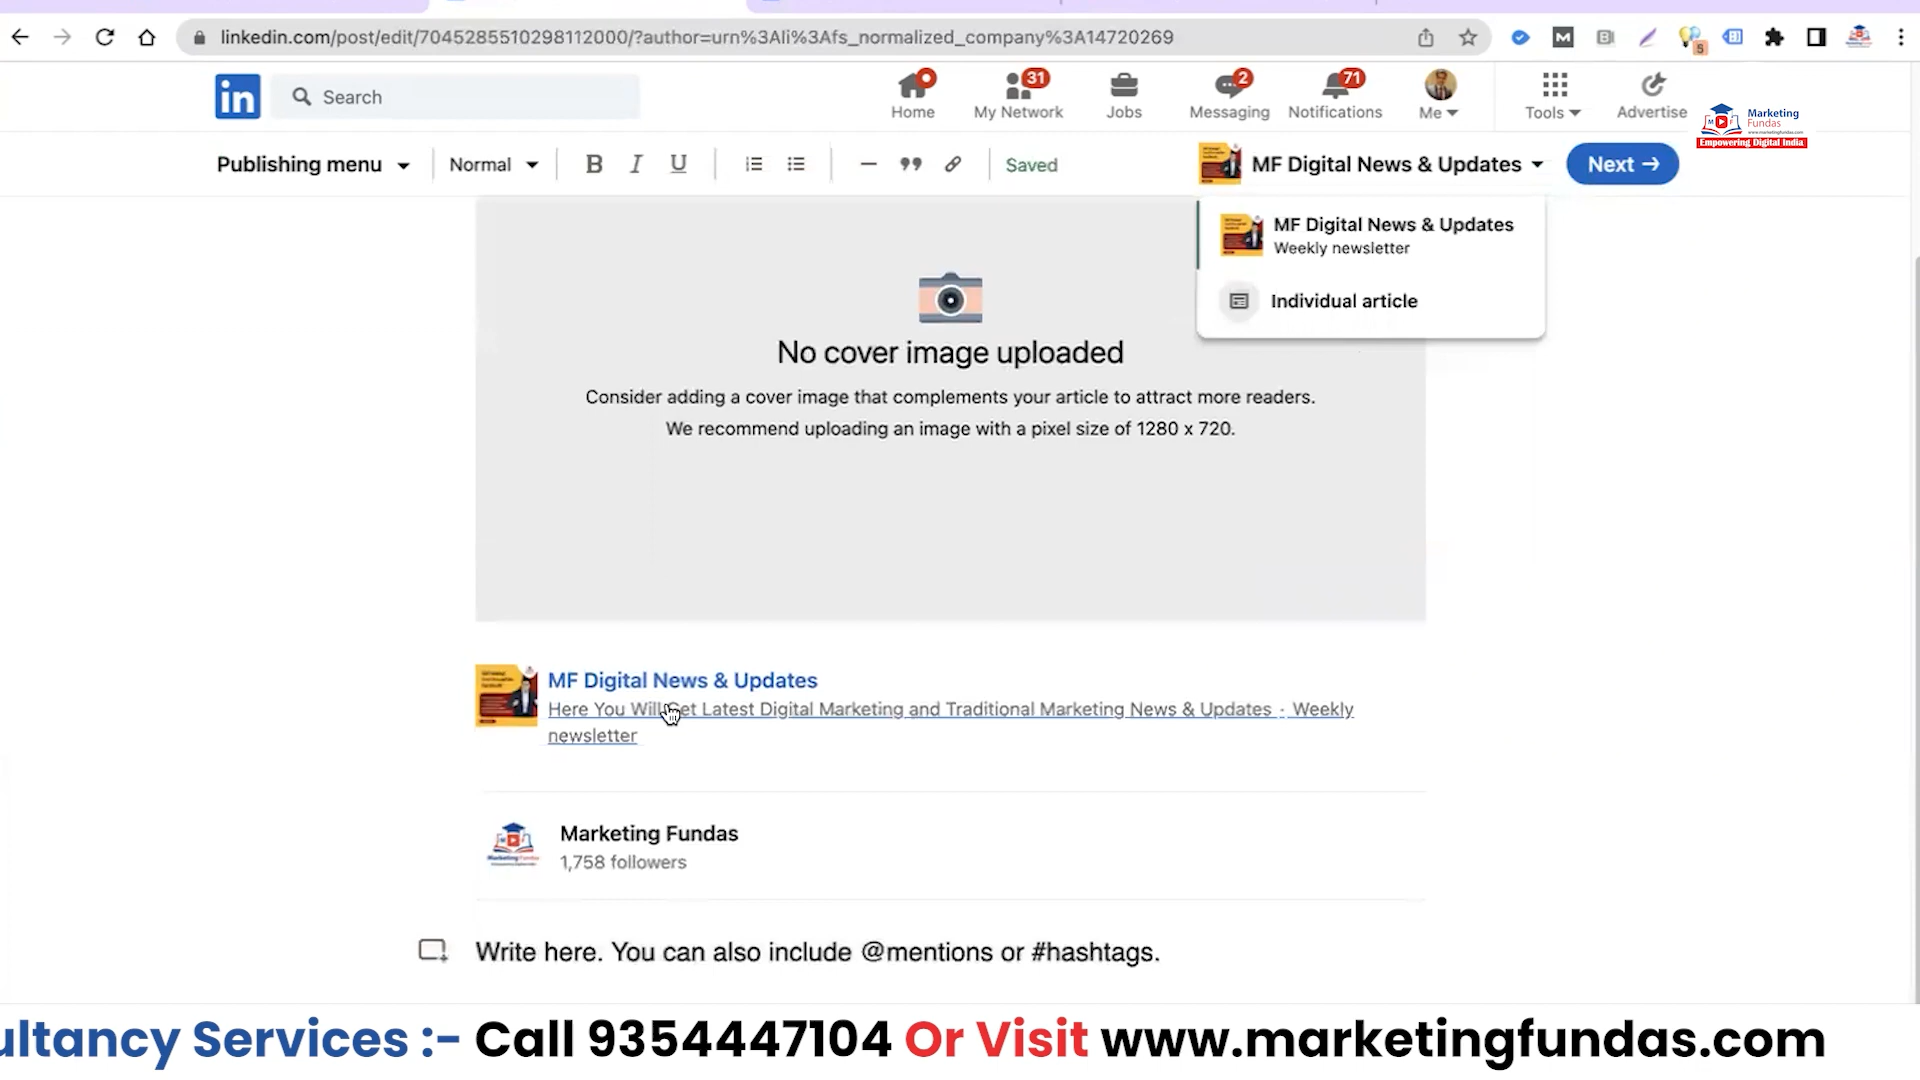 linkedin.com/post/edit/7045285510298112000/?author=urn%3Ali%3Afs_normalized_company%3A14720269
in
Search
31
2
71
Home
My Network
Jobs
Messaging
Notifications
Me
Tools
Advertise
Marketing
Fundas
www.marketingfundas.com
Empowering Digital India
Publishing menu
Normal
B I U
Saved
MF Digital News & Updates
Next →
MF Digital News & Updates
Weekly newsletter
Individual article
No cover image uploaded
Consider adding a cover image that complements your article to attract more readers.
We recommend uploading an image with a pixel size of 1280 x 720.
MF Digital News & Updates
Here You Will Get Latest Digital Marketing and Traditional Marketing News & Updates · Weekly
newsletter
Marketing Fundas
1,758 followers
Write here. You can also include @mentions or #hashtags.
ultancy Services :- Call 9354447104 Or Visit www.marketingfundas.com